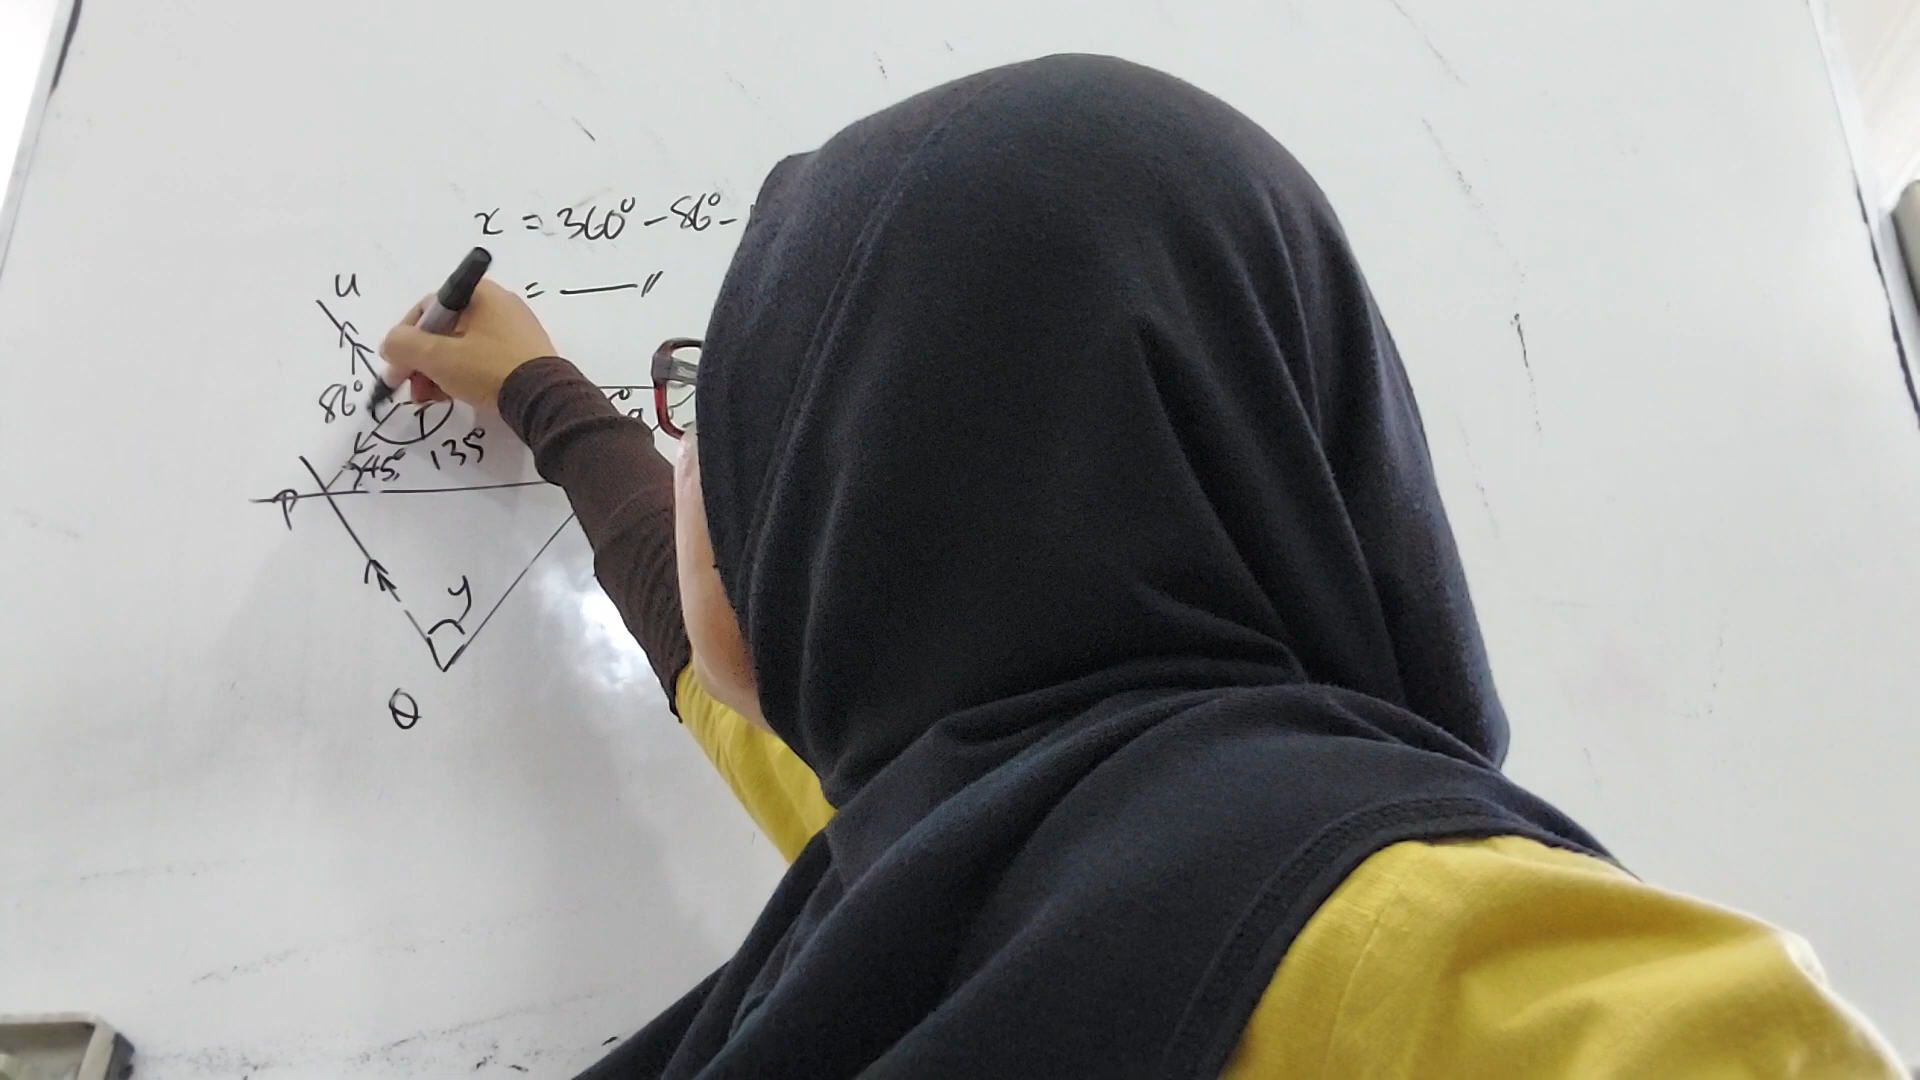 x = 360° - 86° -
= ——"
U
86°
T
a
45°
135°
P
y
Q